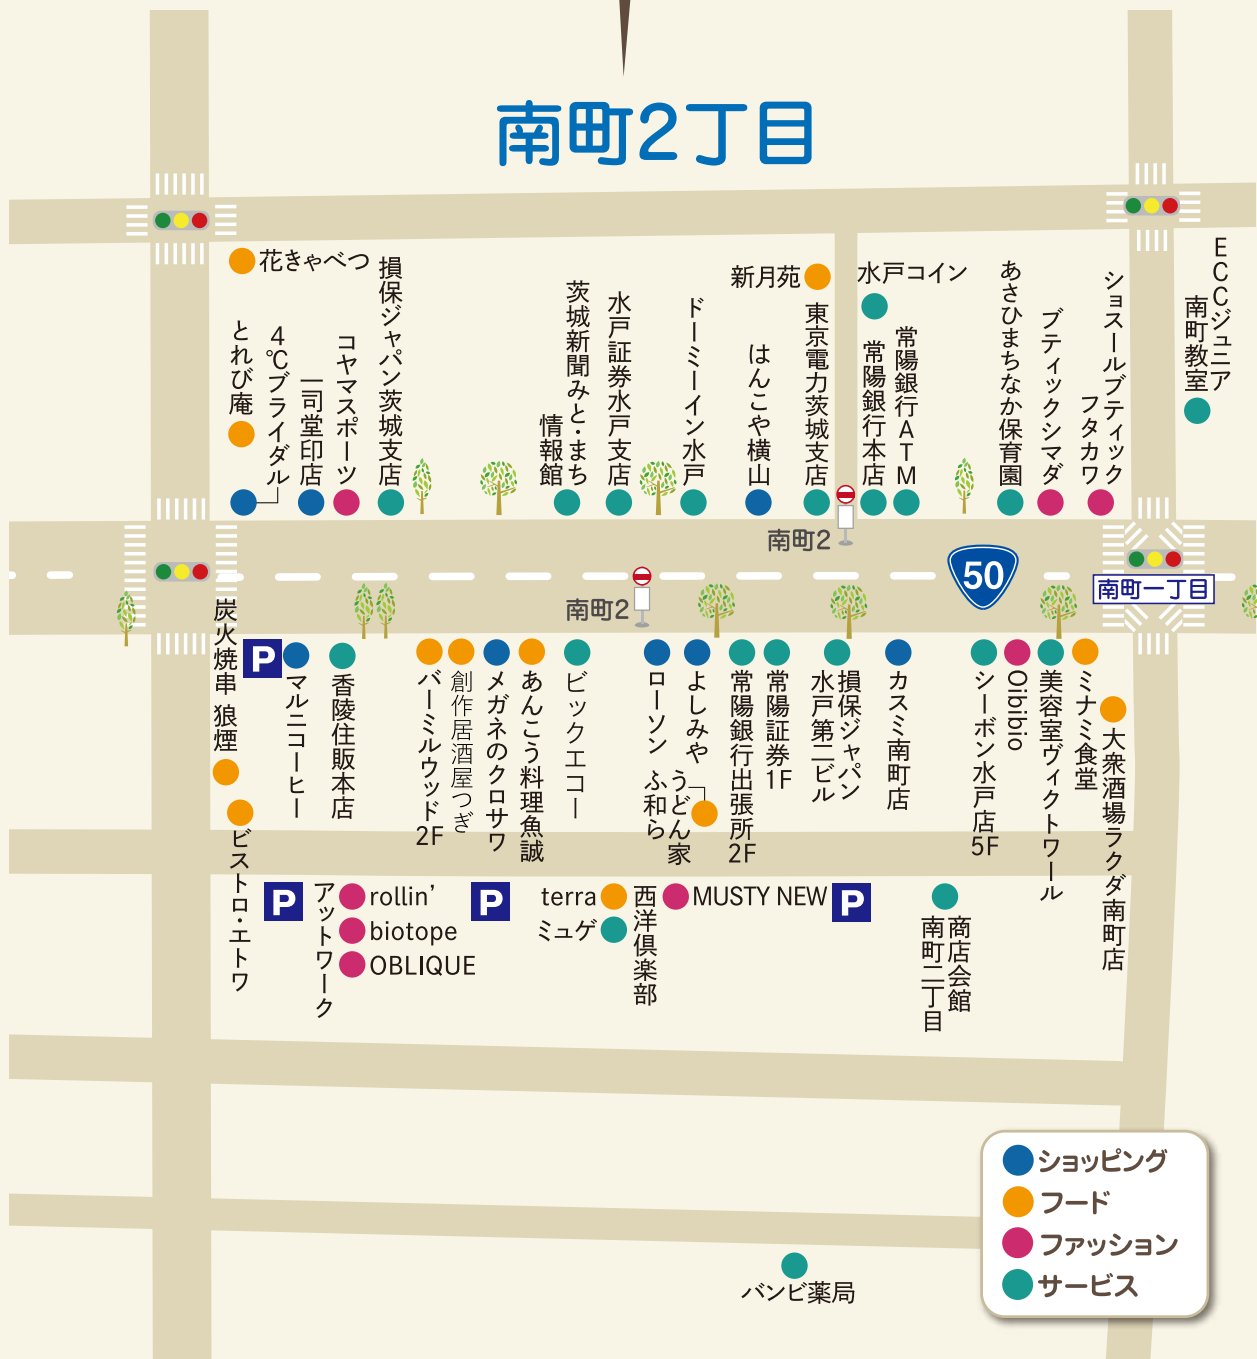 南町2丁目
花きゃべつ
とれび庵
4℃ブライダル
一司堂印店
コヤマスポーツ
損保ジャパン茨城支店
茨城新聞みと・まち
情報館
水戸証券水戸支店
ドーミーイン水戸
はんこや横山
新月苑
東京電力茨城支店
水戸コイン
常陽銀行本店
常陽銀行ATM
あさひまちなか保育園
ブティックシマダ
ショスールブティック
フタカワ
ECCジュニア
南町教室
南町2
南町2
50
南町一丁目
炭火焼串 狼煙
P
マルニコーヒー
香陵住販本店
バーミルウッド2F
創作居酒屋つぎ
メガネのクロサワ
あんこう料理魚誠
ビックエコー
ローソン
よしみや
うどん家
ふ和ら
常陽銀行出張所2F
常陽証券1F
損保ジャパン
水戸第二ビル
カスミ南町店
シーボン水戸店5F
Oibibio
美容室ヴィクトワール
ミナミ食堂
大衆酒場ラクダ南町店
ビストロ・エトワ
P
アットワーク
rollin’
biotope
OBLIQUE
P
terra
ミュゲ
西洋倶楽部
MUSTY NEW
P
商店会館
南町二丁目
バンビ薬局
ショッピング
フード
ファッション
サービス